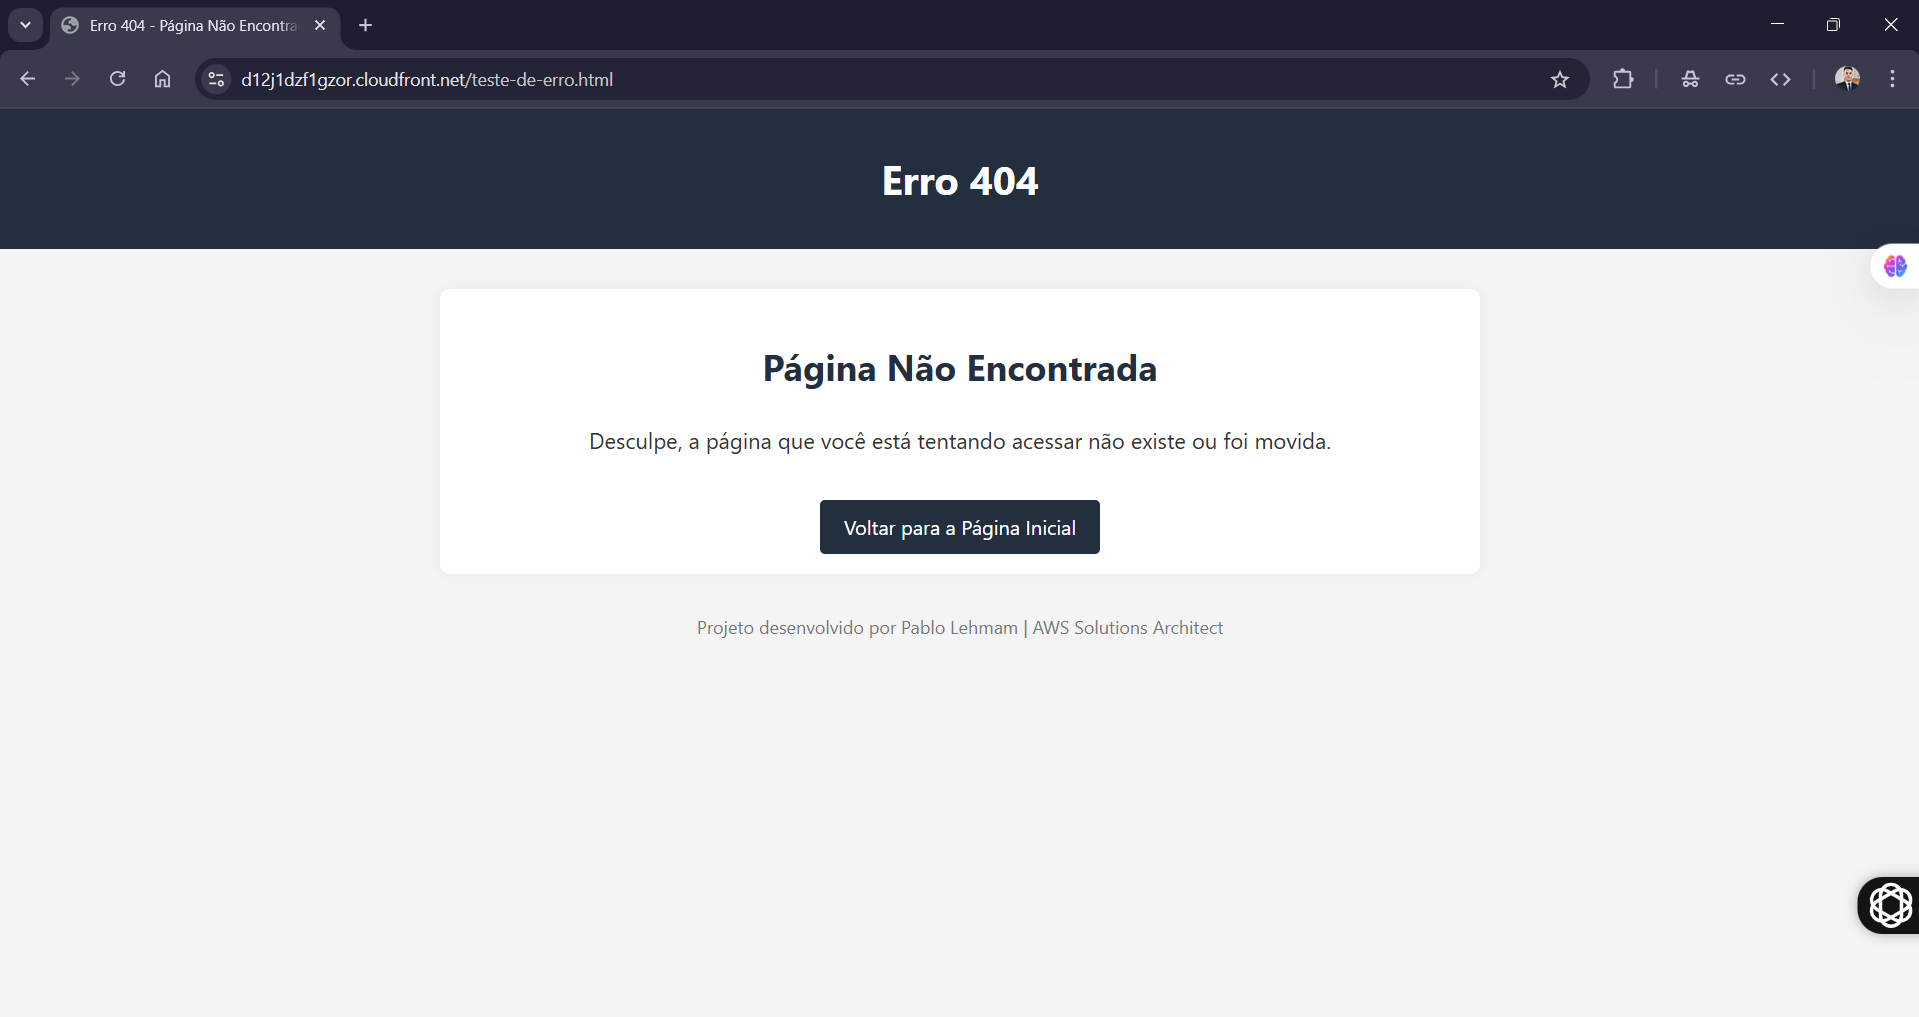 Erro 404 - Página Não Encontra
d12j1dzf1gzor.cloudfront.net/teste-de-erro.html
Erro 404
Página Não Encontrada
Desculpe, a página que você está tentando acessar não existe ou foi movida.
Voltar para a Página Inicial
Projeto desenvolvido por Pablo Lehmam | AWS Solutions Architect